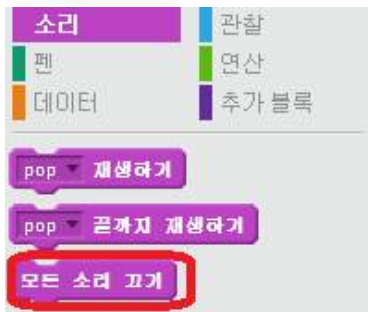 소리 관찰
펜 연산
데이터 추가 블록
pop 재생하기
pop 끝까지 재생하기
모든 소리 끄기